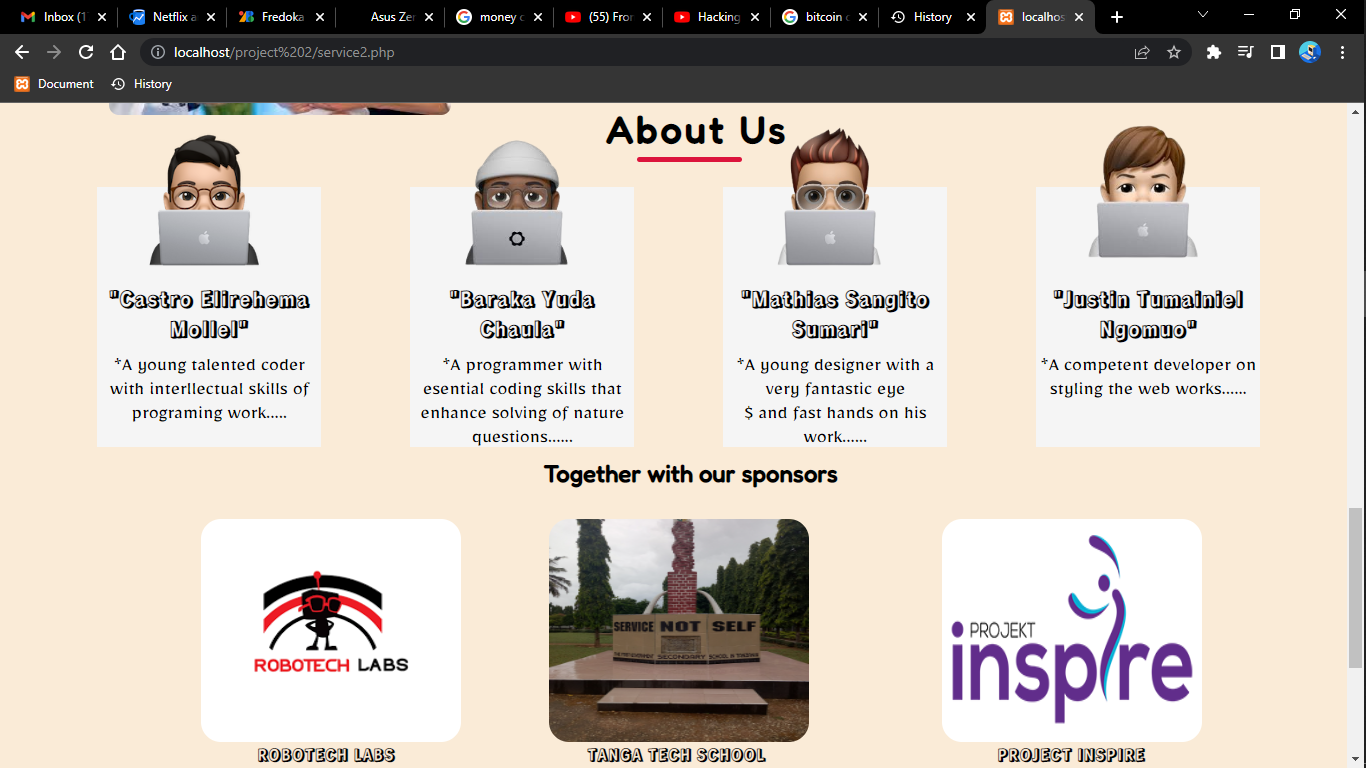 Inbox (1
Netflix a
Fredoka
Asus Zer
money c
(55) Fror
Hacking
bitcoin c
History
localhos
localhost/project%202/service2.php
Document
History
About Us
"Castro Elirehema
Mollel"
*A young talented coder
with interllectual skills of
programing work.....
"Baraka Yuda
Chaula"
*A programmer with
esential coding skills that
enhance solving of nature
questions......
"Mathias Sangito
Sumari"
*A young designer with a
very fantastic eye
$ and fast hands on his
work......
"Justin Tumainiel
Ngomuo"
*A competent developer on
styling the web works......
Together with our sponsors
ROBOTECH LABS
SERVICE NOT SELF
SECONDARY SCHOOL IN TANZANIA
PROJEKT
inspire
ROBOTECH LABS
TANGA TECH SCHOOL
PROJECT INSPIRE